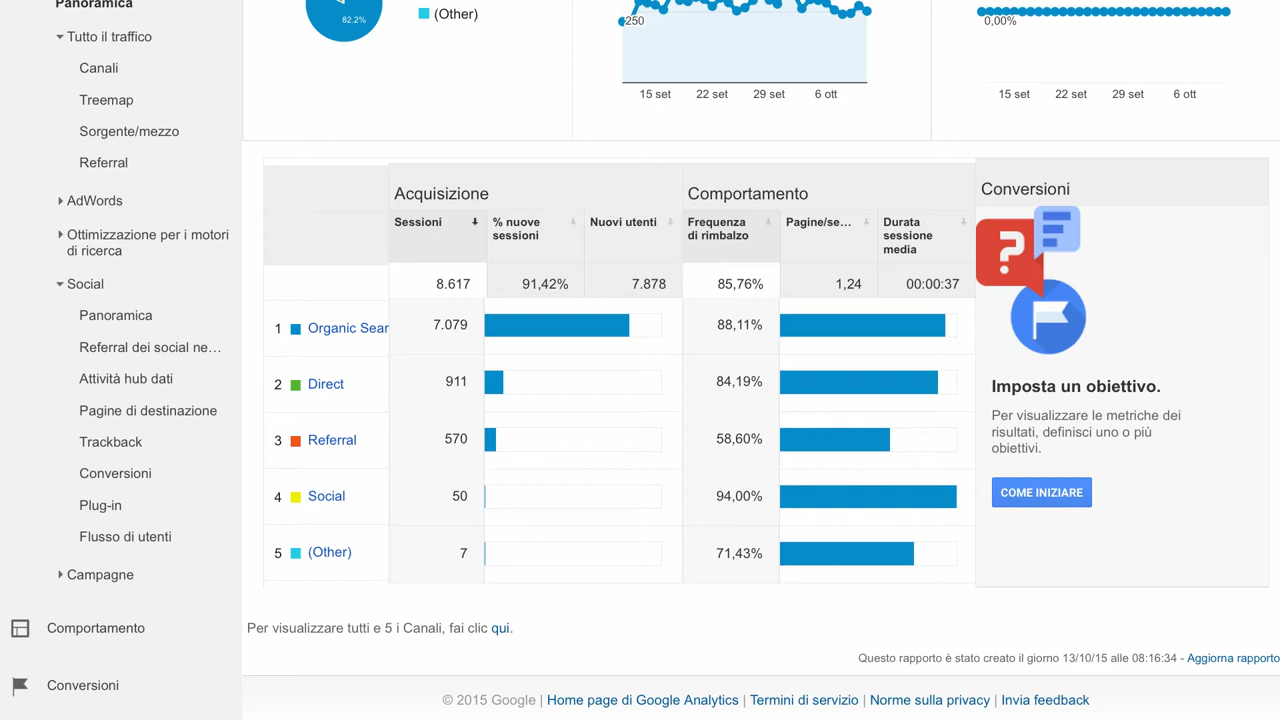 Panoramica
Tutto il traffico
Canali
Treemap
Sorgente/mezzo
Referral
AdWords
Ottimizzazione per i motori
di ricerca
Social
Panoramica
Referral dei social ne…
Attività hub dati
Pagine di destinazione
Trackback
Conversioni
Plug-in
Flusso di utenti
Campagne
Comportamento
Conversioni
82.2%
(Other)
250
15 set 22 set 29 set 6 ott
0,00%
15 set 22 set 29 set 6 ott
Acquisizione Comportamento Conversioni
Sessioni % nuove sessioni Nuovi utenti Frequenza di rimbalzo Pagine/se… Durata sessione media
8.617 91,42% 7.878 85,76% 1,24 00:00:37
1 Organic Sear 7.079 88,11%
2 Direct 911 84,19%
3 Referral 570 58,60%
4 Social 50 94,00%
5 (Other) 7 71,43%
?
Imposta un obiettivo.
Per visualizzare le metriche dei
risultati, definisci uno o più
obiettivi.
COME INIZIARE
Per visualizzare tutti e 5 i Canali, fai clic qui.
Questo rapporto è stato creato il giorno 13/10/15 alle 08:16:34 - Aggiorna rapporto
© 2015 Google | Home page di Google Analytics | Termini di servizio | Norme sulla privacy | Invia feedback